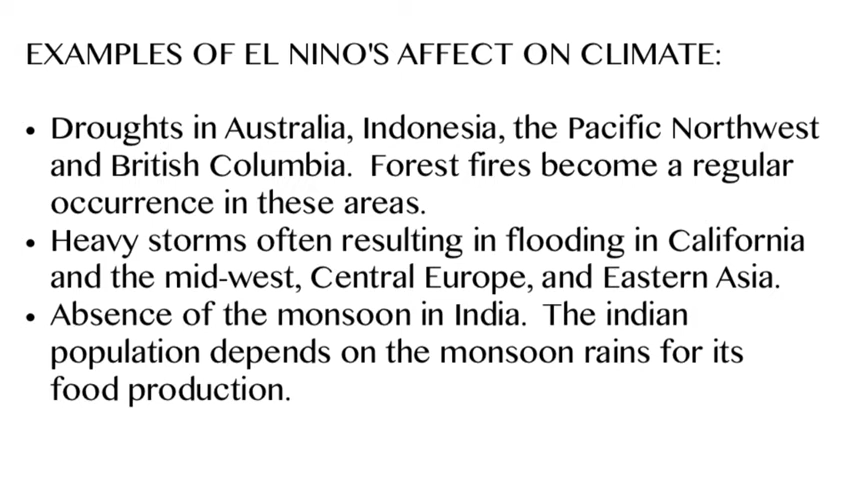 EXAMPLES OF EL NINO'S AFFECT ON CLIMATE:
• Droughts in Australia, Indonesia, the Pacific Northwest
and British Columbia.  Forest fires become a regular
occurrence in these areas.
• Heavy storms often resulting in flooding in California
and the mid-west, Central Europe, and Eastern Asia.
• Absence of the monsoon in India.  The indian
population depends on the monsoon rains for its
food production.